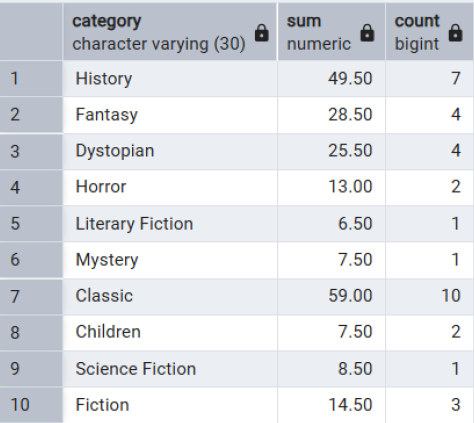 category sum count
character varying (30) numeric bigint
1 History 49.50 7
2 Fantasy 28.50 4
3 Dystopian 25.50 4
4 Horror 13.00 2
5 Literary Fiction 6.50 1
6 Mystery 7.50 1
7 Classic 59.00 10
8 Children 7.50 2
9 Science Fiction 8.50 1
10 Fiction 14.50 3